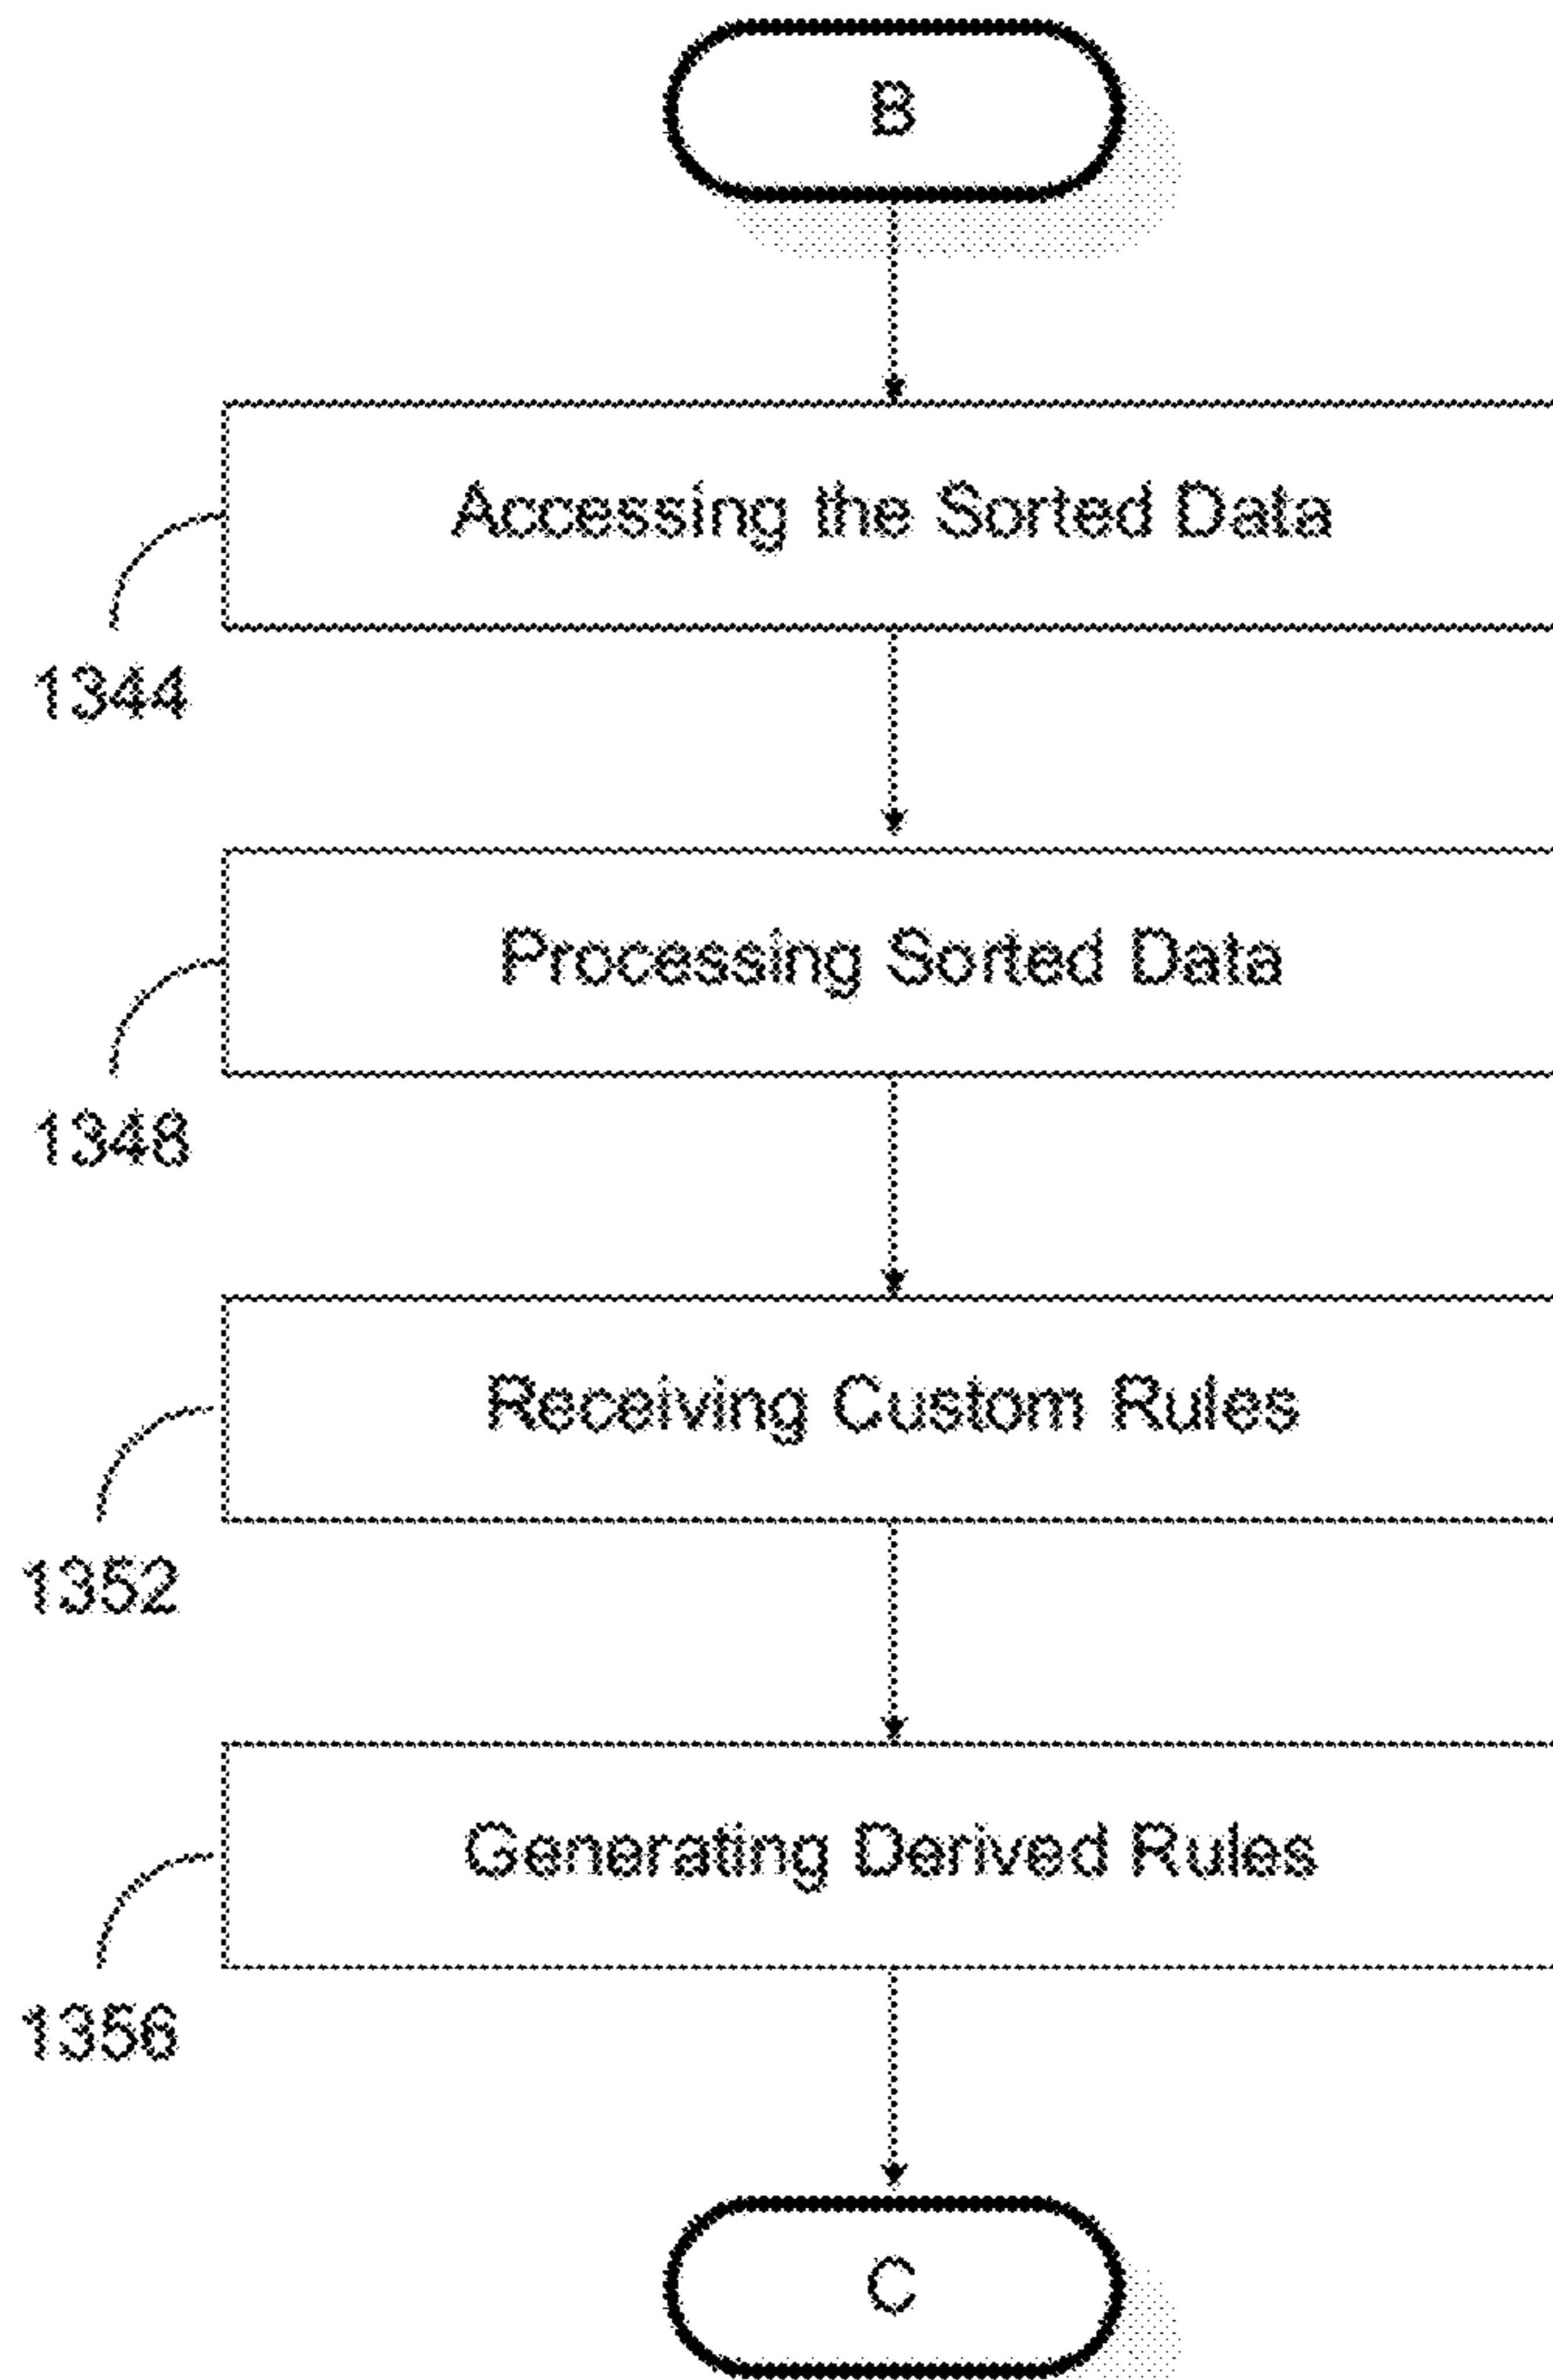 B
Accessing the Sorted Data
1344
Processing Sorted Data
1348
Receiving Custom Rules
1352
Generating Derived Rules
1356
C